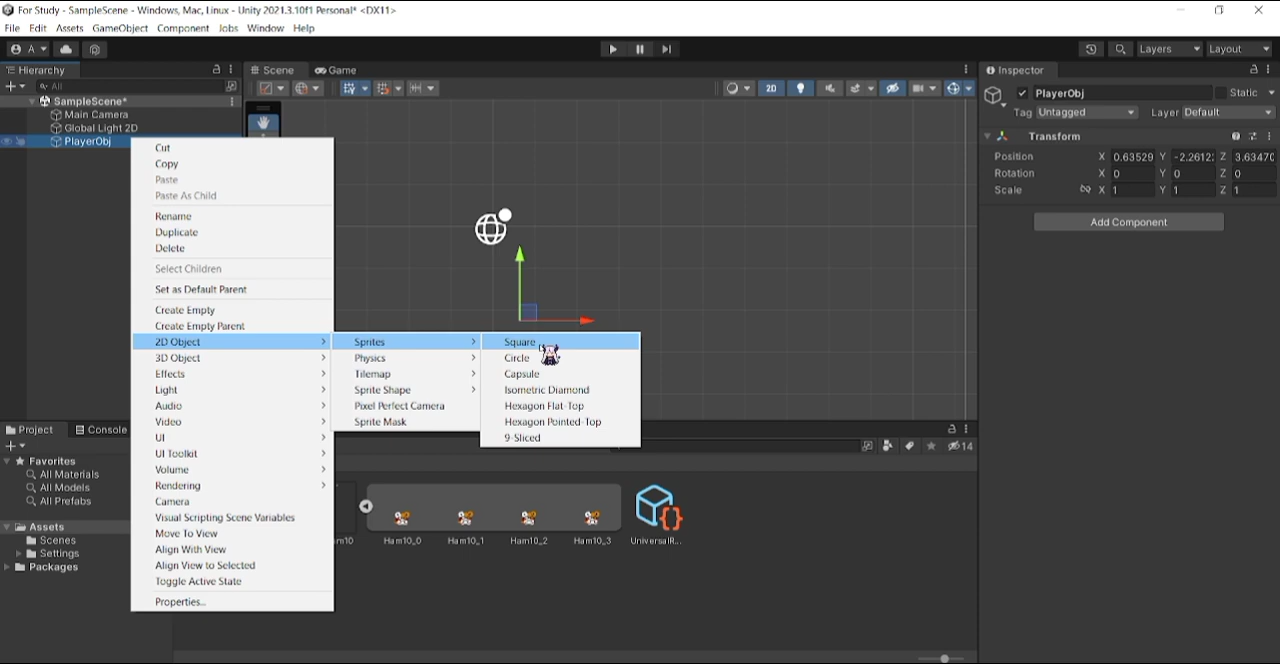 For Study - SampleScene - Windows, Mac, Linux - Unity 2021.3.10f1 Personal* <DX11>
File Edit Assets GameObject Component Jobs Window Help
A Layers Layout
Hierarchy Scene Game Inspector
All 2D PlayerObj Static
SampleScene* Tag Untagged Layer Default
Main Camera
Global Light 2D Transform
PlayerObj
Position X 0.63529 Y -2.2612 Z 3.6347
Rotation X 0 Y 0 Z 0
Scale X 1 Y 1 Z 1
Add Component
Cut
Copy
Paste
Paste As Child
Rename
Duplicate
Delete
Select Children
Set as Default Parent
Create Empty
Create Empty Parent
2D Object Sprites Square
3D Object Physics Circle
Effects Tilemap Capsule
Light Sprite Shape Isometric Diamond
Audio Pixel Perfect Camera Hexagon Flat-Top
Video Sprite Mask Hexagon Pointed-Top
UI 9-Sliced
UI Toolkit
Volume
Rendering
Camera
Visual Scripting Scene Variables
Move To View
Align With View
Align View to Selected
Toggle Active State
Properties...
Project Console
14
Favorites
All Materials
All Models
All Prefabs
Assets
Scenes
Settings
Packages
Ham10_0 Ham10_1 Ham10_2 Ham10_3 UniversalR...